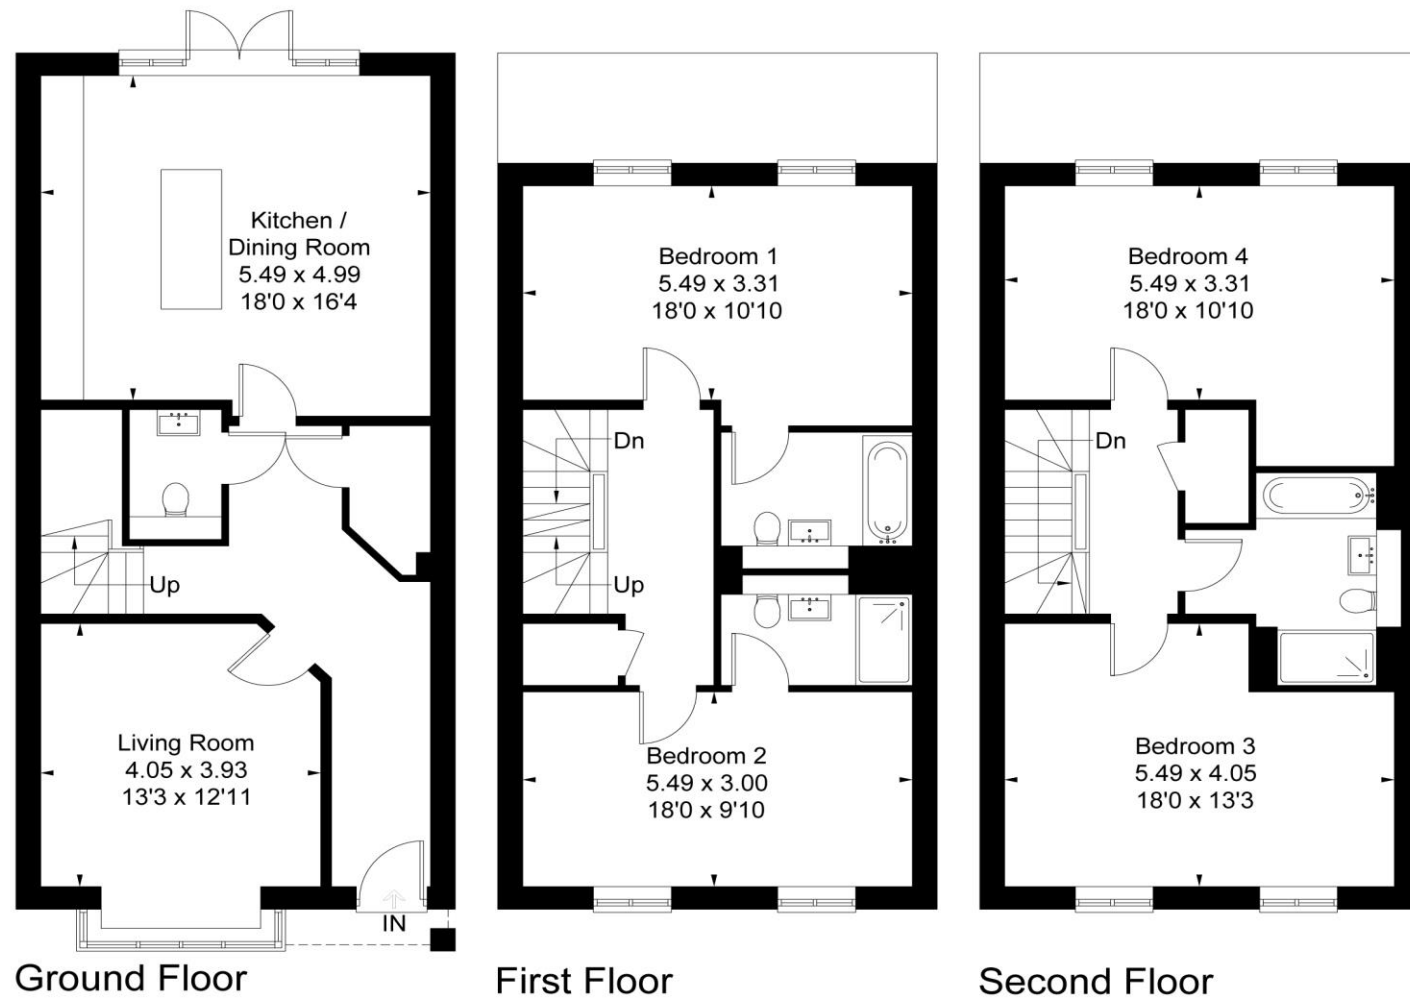 Kitchen /
Dining Room
5.49 x 4.99
18'0 x 16'4
Up
Living Room
4.05 x 3.93
13'3 x 12'11
IN
Ground Floor
Bedroom 1
5.49 x 3.31
18'0 x 10'10
Dn
Up
Bedroom 2
5.49 x 3.00
18'0 x 9'10
First Floor
Bedroom 4
5.49 x 3.31
18'0 x 10'10
Dn
Bedroom 3
5.49 x 4.05
18'0 x 13'3
Second Floor